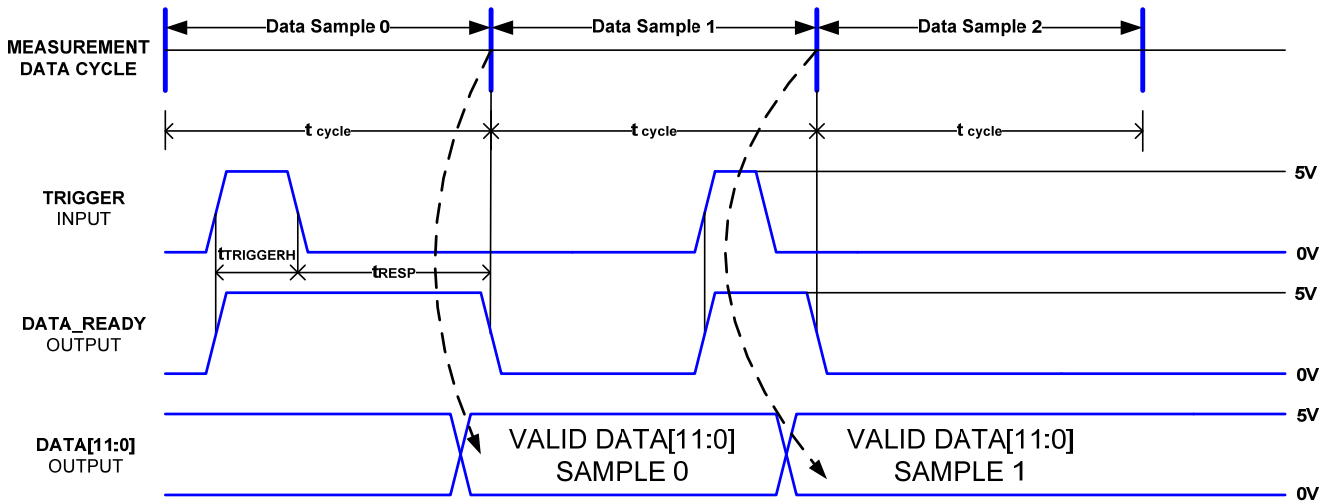 Data Sample 0
Data Sample 1
Data Sample 2
MEASUREMENT
DATA CYCLE
t cycle
t cycle
t cycle
TRIGGER
INPUT
5V
0V
tTRIGGERH
tRESP
DATA_READY
OUTPUT
5V
0V
DATA[11:0]
OUTPUT
VALID DATA[11:0]
SAMPLE 0
VALID DATA[11:0]
SAMPLE 1
5V
0V